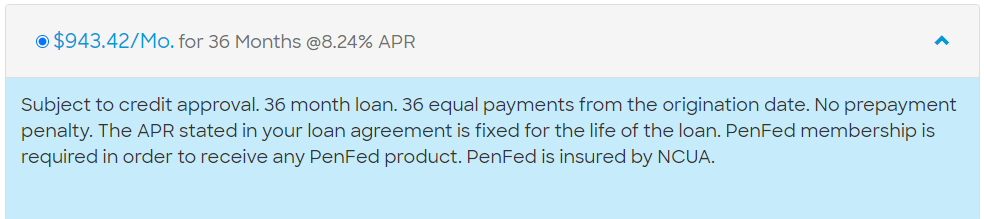 $943.42/Mo. for 36 Months @8.24% APR
Subject to credit approval. 36 month loan. 36 equal payments from the origination date. No prepayment
penalty. The APR stated in your loan agreement is fixed for the life of the loan. PenFed membership is
required in order to receive any PenFed product. PenFed is insured by NCUA.